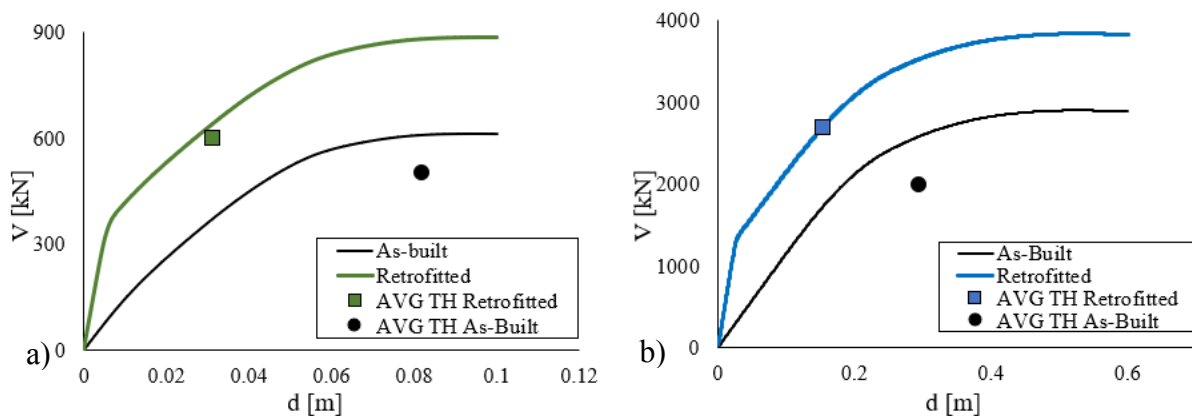 900
600
300
0
V [kN]
0
0.02
0.04
0.06
0.08
0.1
0.12
d [m]
As-built
Retrofitted
AVG TH Retrofitted
AVG TH As-Built
a)
4000
3000
2000
1000
0
V [kN]
0
0.2
0.4
0.6
d [m]
As-Built
Retrofitted
AVG TH Retrofitted
AVG TH As-Built
b)